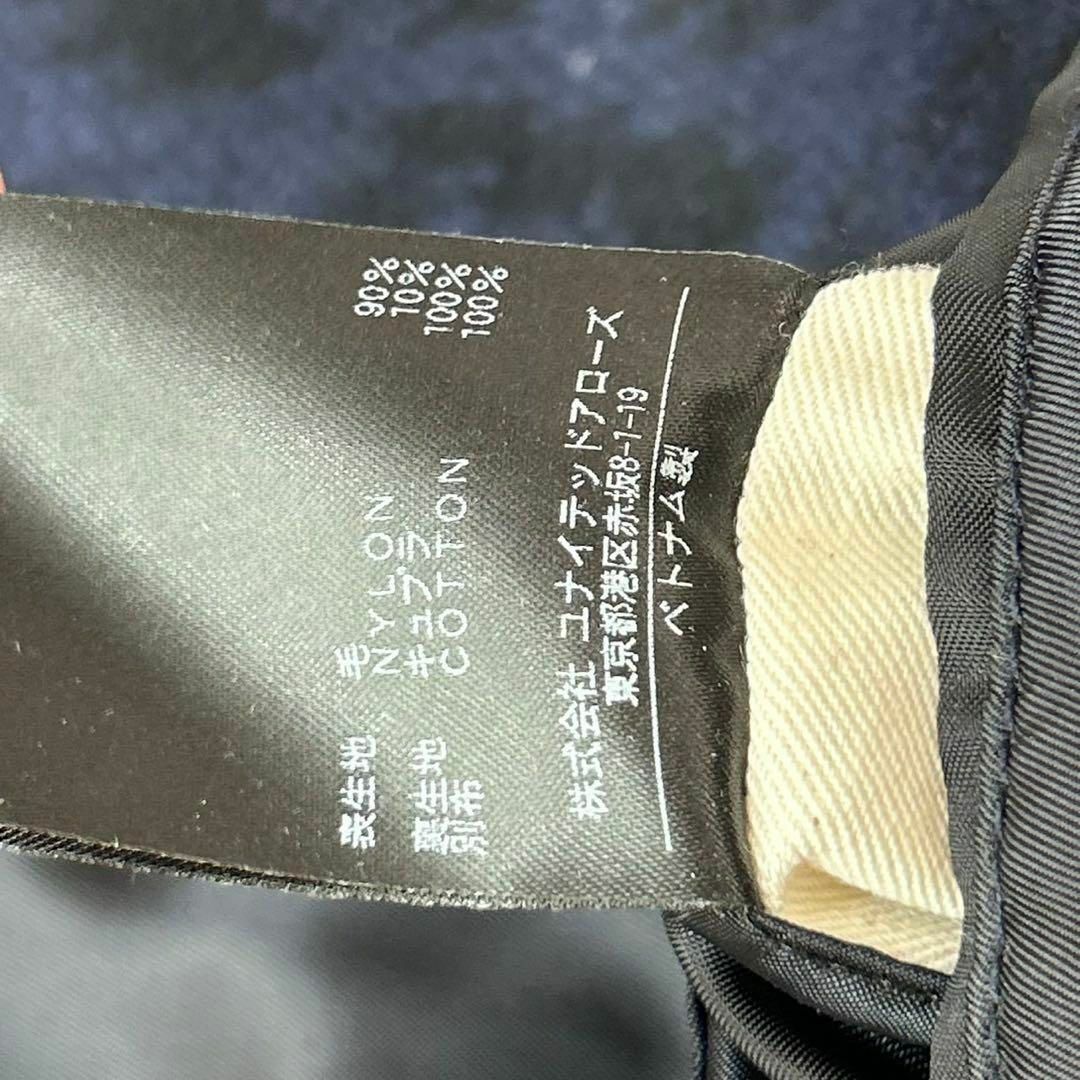 表生地 毛 90%
NYLON 10%
裏生地 キュプラ 100%
別布 COTTON 100%
株式会社 ユナイテッドアローズ
東京都港区赤坂8-1-19
ベトナム製